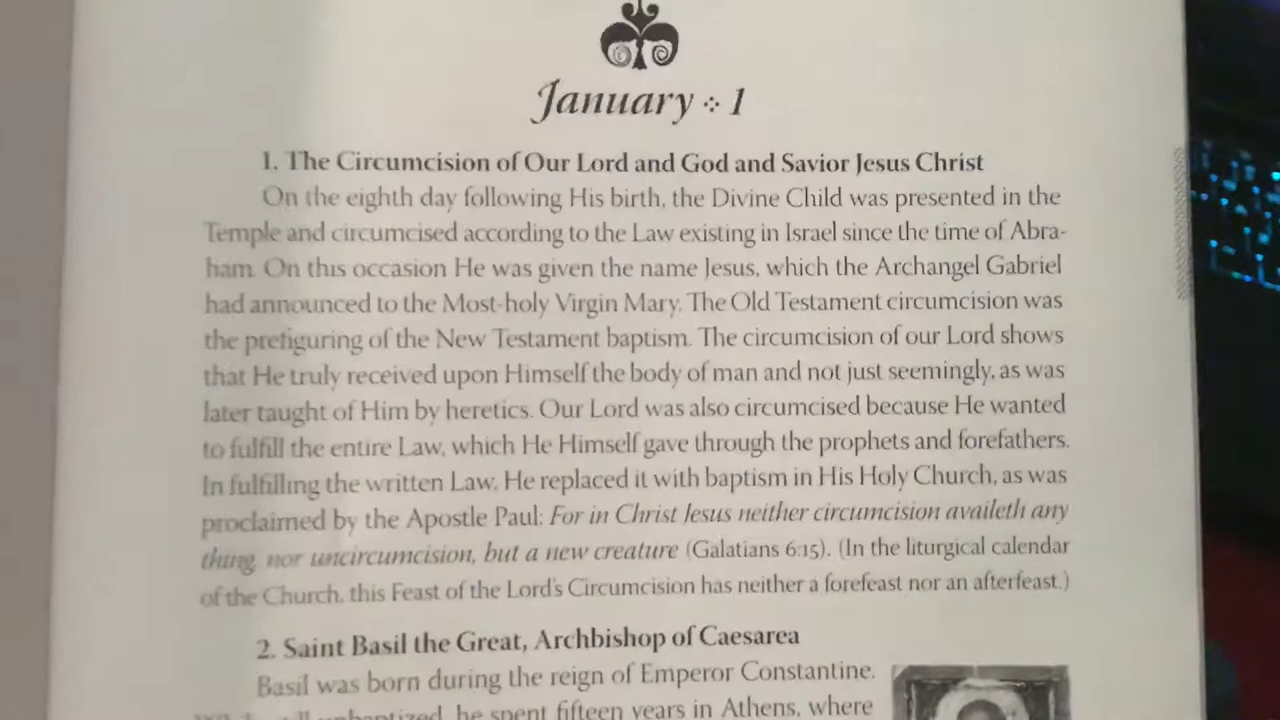 January ❖ 1
1. The Circumcision of Our Lord and God and Savior Jesus Christ
On the eighth day following His birth, the Divine Child was presented in the
Temple and circumcised according to the Law existing in Israel since the time of Abra-
ham. On this occasion He was given the name Jesus, which the Archangel Gabriel
had announced to the Most-holy Virgin Mary. The Old Testament circumcision was
the prefiguring of the New Testament baptism. The circumcision of our Lord shows
that He truly received upon Himself the body of man and not just seemingly, as was
later taught of Him by heretics. Our Lord was also circumcised because He wanted
to fulfill the entire Law, which He Himself gave through the prophets and forefathers.
In fulfilling the written Law, He replaced it with baptism in His Holy Church, as was
proclaimed by the Apostle Paul: For in Christ Jesus neither circumcision availeth any
thing, nor uncircumcision, but a new creature (Galatians 6:15). (In the liturgical calendar
of the Church, this Feast of the Lord's Circumcision has neither a forefeast nor an afterfeast.)
2. Saint Basil the Great, Archbishop of Caesarea
Basil was born during the reign of Emperor Constantine.
unbaptized, he spent fifteen years in Athens, where